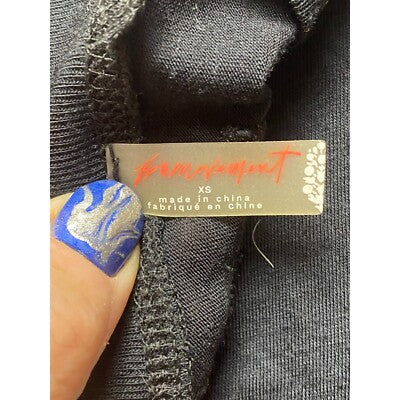 XS
made in china
fabriqué en chine